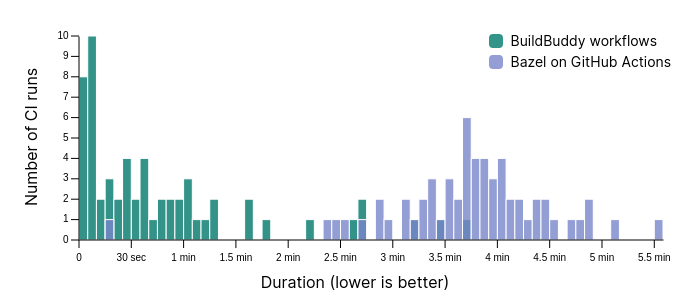 BuildBuddy workflows
Bazel on GitHub Actions
Number of CI runs
10
9
8
7
6
5
4
3
2
1
0
0 30 sec 1 min 1.5 min 2 min 2.5 min 3 min 3.5 min 4 min 4.5 min 5 min 5.5 min
Duration (lower is better)